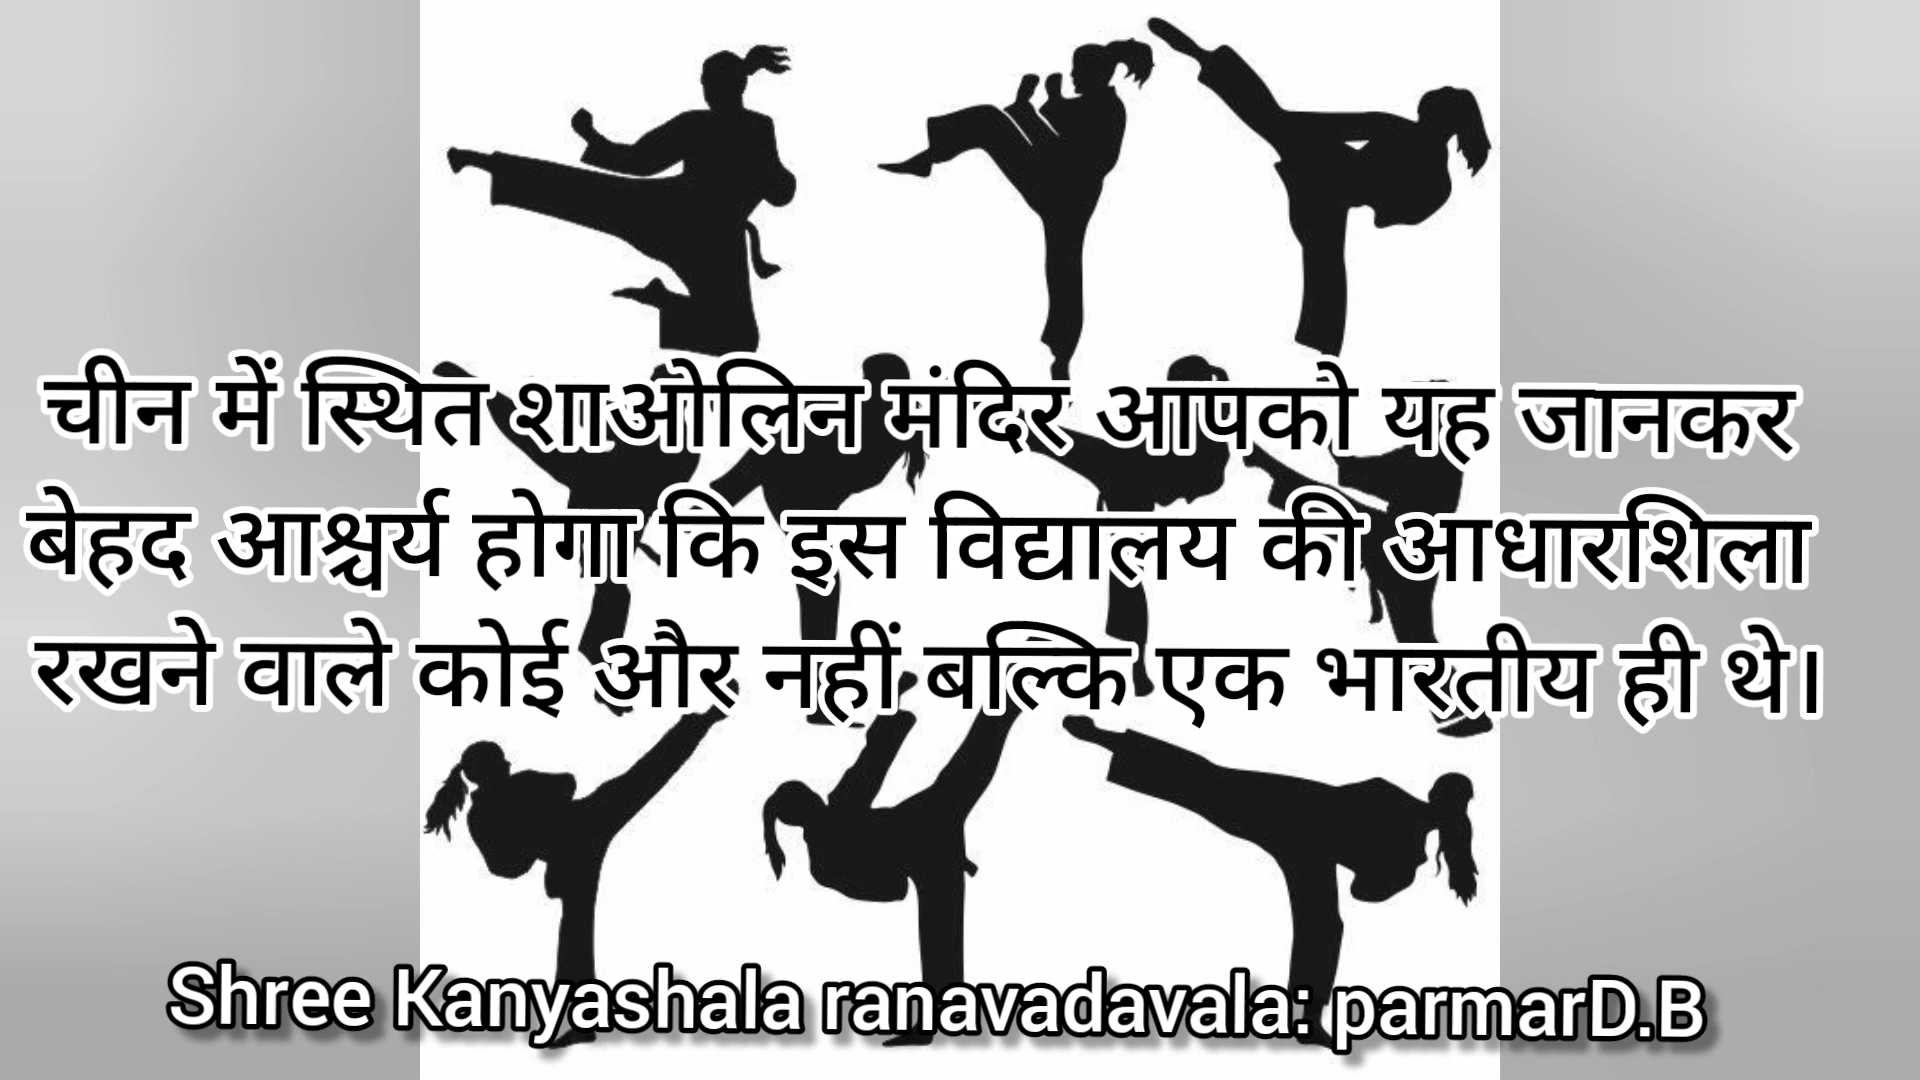 चीन में स्थित शाओलिन मंदिर आपको यह जानकर
बेहद आश्चर्य होगा कि इस विद्यालय की आधारशिला
रखने वाले कोई और नहीं बल्कि एक भारतीय ही थे।
Shree Kanyashala ranavadavala: parmarD.B